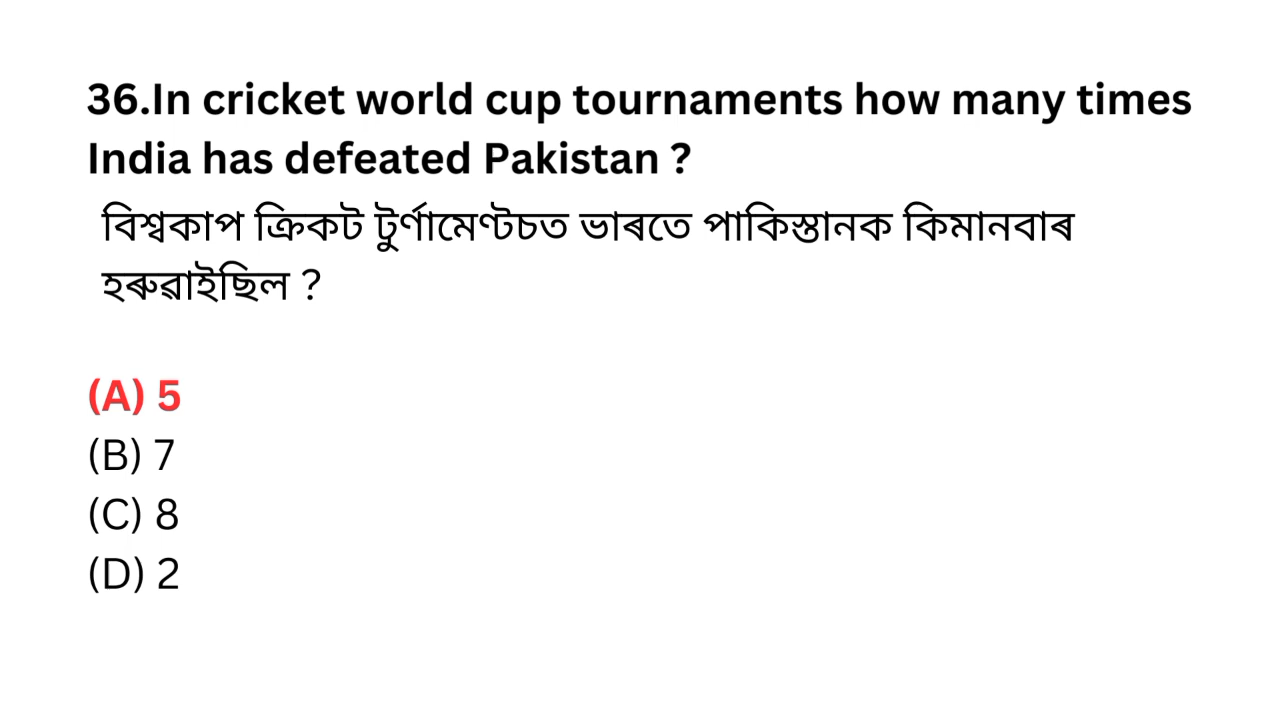 36.In cricket world cup tournaments how many times
India has defeated Pakistan ?
বিশ্বকাপ ক্ৰিকট টুৰ্ণামেণ্টচত ভাৰতে পাকিস্তানক কিমানবাৰ
হৰুৱাইছিল ?
(A) 5
(B) 7
(C) 8
(D) 2